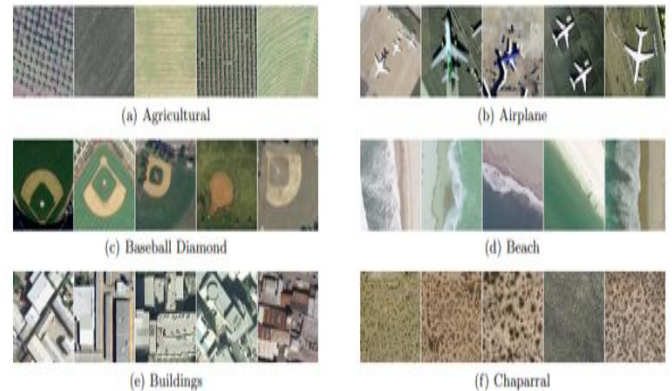 (a) Agricultural
(b) Airplane
(c) Baseball Diamond
(d) Beach
(e) Buildings
(f) Chaparral